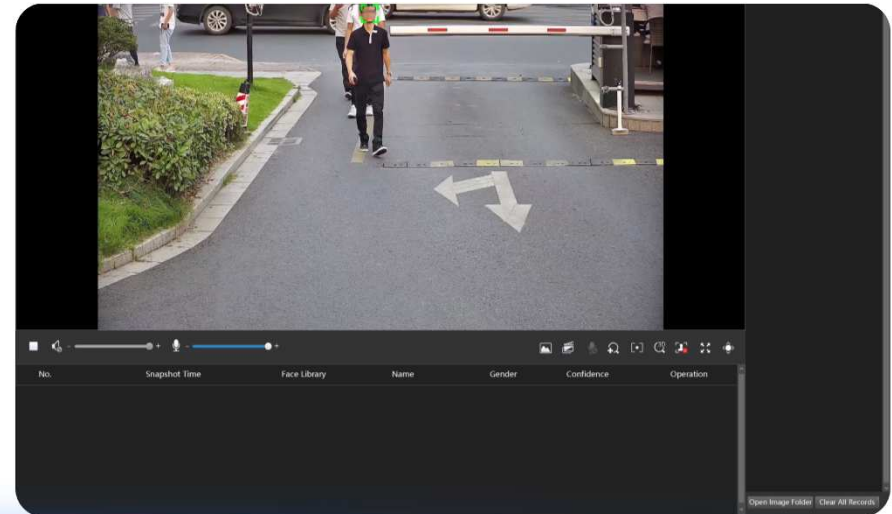 - + - +
No. Snapshot Time Face Library Name Gender Confidence Operation
Open Image Folder Clear All Records